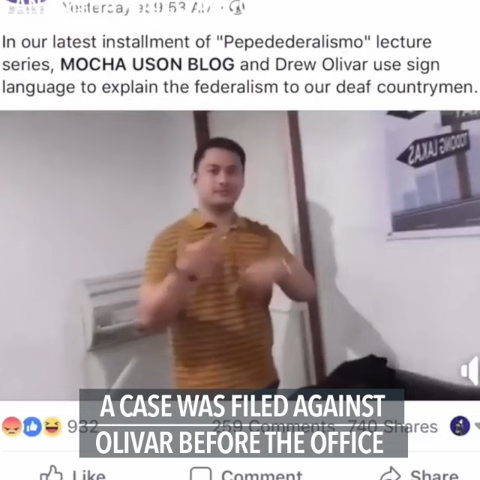 Yesterday at 9:53 AM
In our latest installment of "Pepedederalismo" lecture
series, MOCHA USON BLOG and Drew Olivar use sign
language to explain the federalism to our deaf countrymen.
TODONG LAKAS
932
259 Comments 740 Shares
A CASE WAS FILED AGAINST
OLIVAR BEFORE THE OFFICE
Like Comment Share